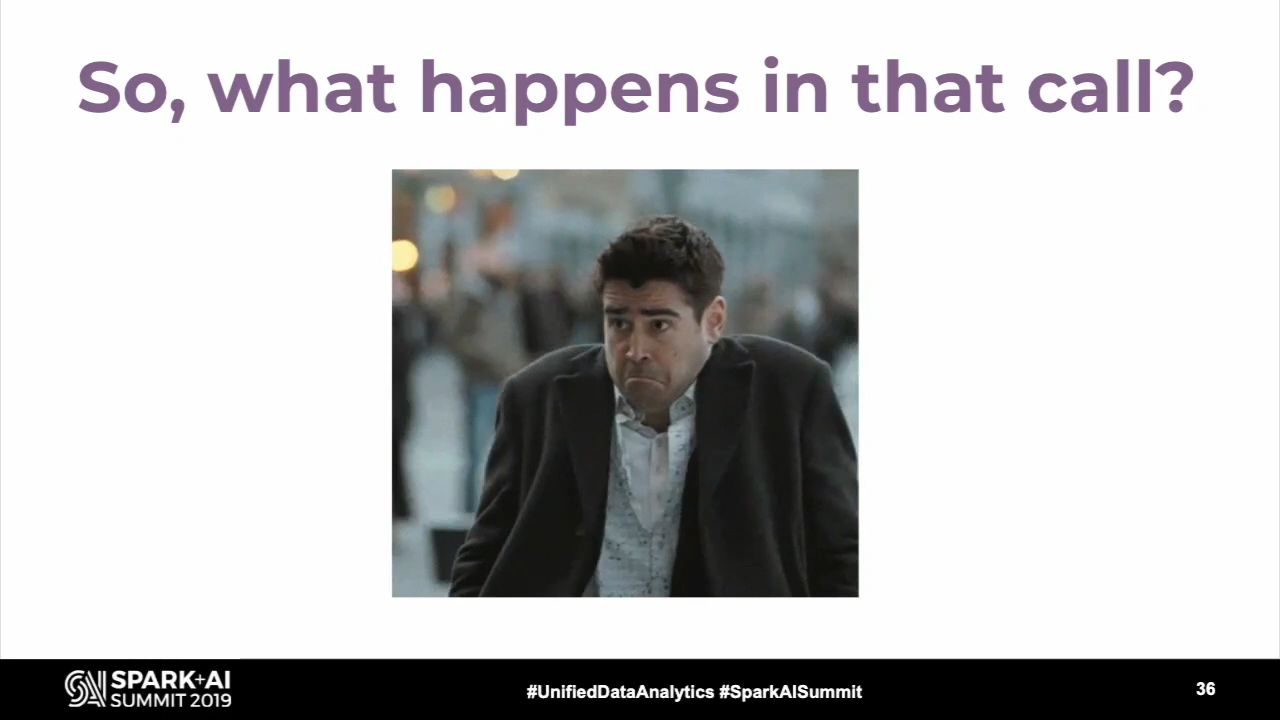 So, what happens in that call?
SPARK+AI
SUMMIT 2019
#UnifiedDataAnalytics #SparkAISummit
36